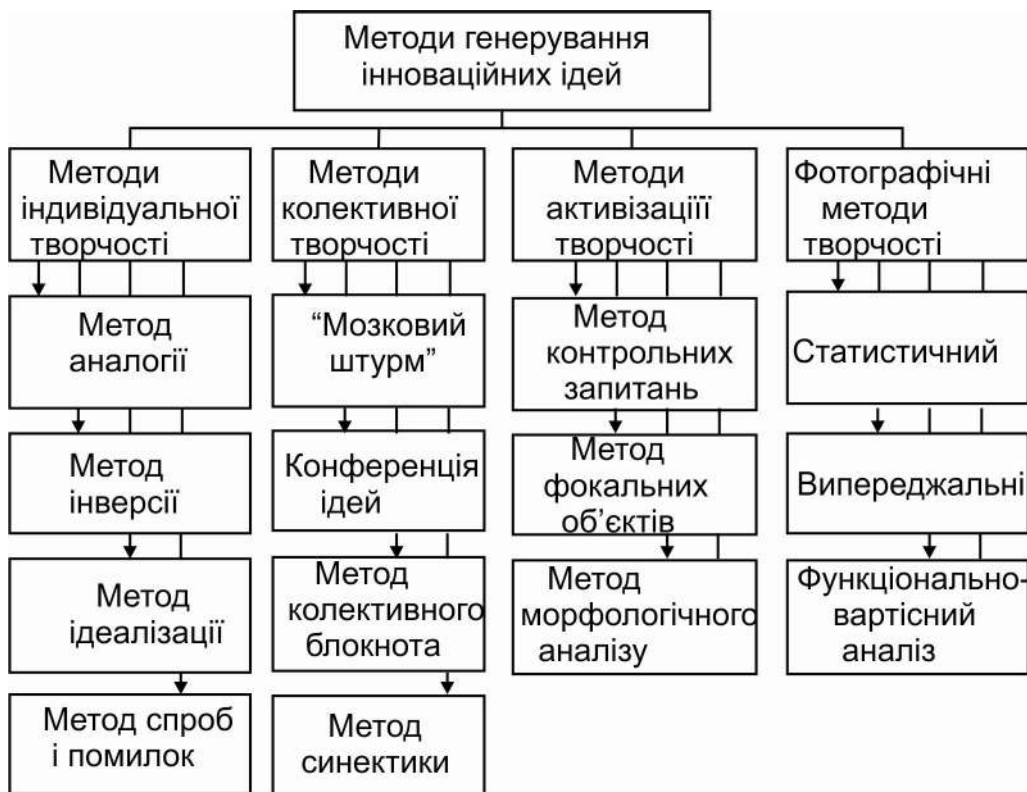 Методи генерування
інноваційних ідей
Методи
індивідуальної
творчості
Методи
колективної
творчості
Методи
активізаціїї
творчості
Фотографічні
методи
творчості
Метод
аналогії
“Мозковий
штурм”
Метод
контрольних
запитань
Статистичний
Метод
інверсії
Конференція
ідей
Метод
фокальних
об’єктів
Випереджальні
Метод
ідеалізації
Метод
колективного
блокнота
Метод
морфологічного
аналізу
Функціонально-
вартісний
аналіз
Метод спроб
і помилок
Метод
синектики